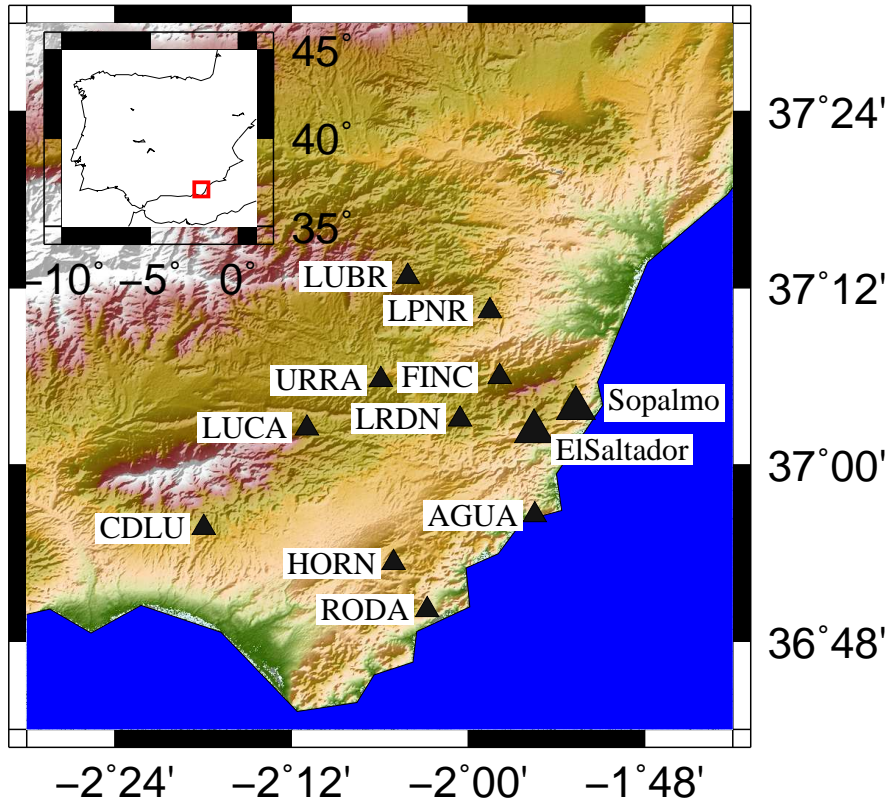 45˚
40˚
35˚
−10˚ −5˚ 0˚
37˚24'
37˚12'
37˚00'
36˚48'
LUBR
LPNR
URRA
FINC
Sopalmo
LUCA
LRDN
ElSaltador
AGUA
CDLU
HORN
RODA
−2˚24' −2˚12' −2˚00' −1˚48'